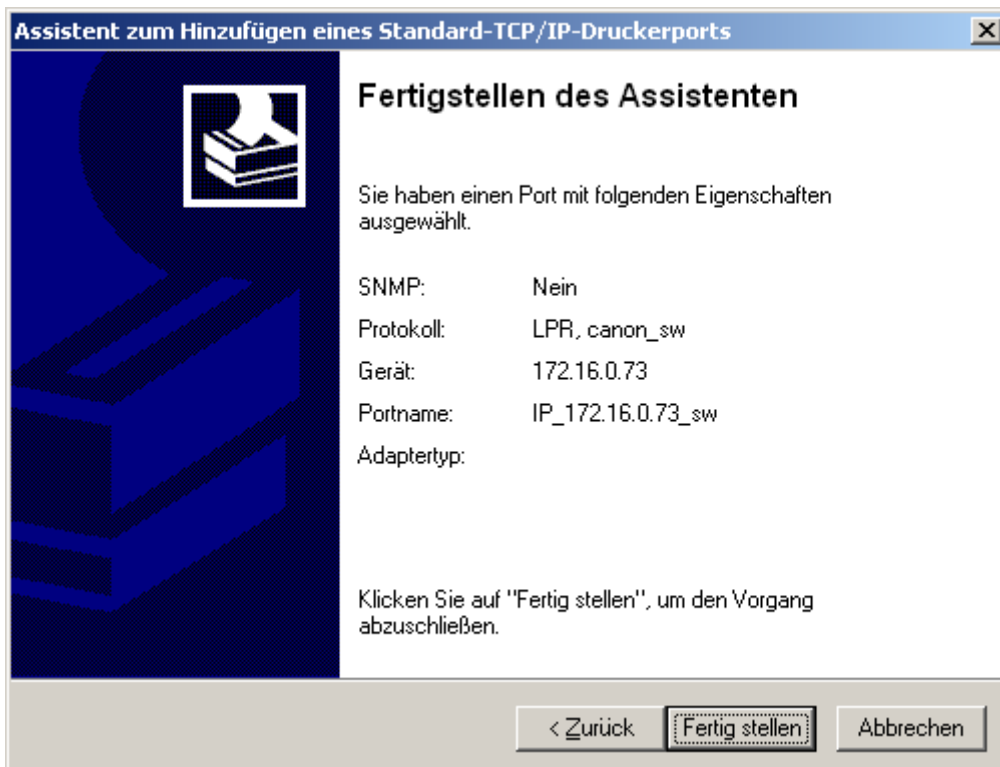 Assistent zum Hinzufügen eines Standard-TCP/IP-Druckerports
Fertigstellen des Assistenten
Sie haben einen Port mit folgenden Eigenschaften
ausgewählt.
SNMP: Nein
Protokoll: LPR, canon_sw
Gerät: 172.16.0.73
Portname: IP_172.16.0.73_sw
Adaptertyp:
Klicken Sie auf "Fertig stellen", um den Vorgang
abzuschließen.
< Zurück Fertig stellen Abbrechen